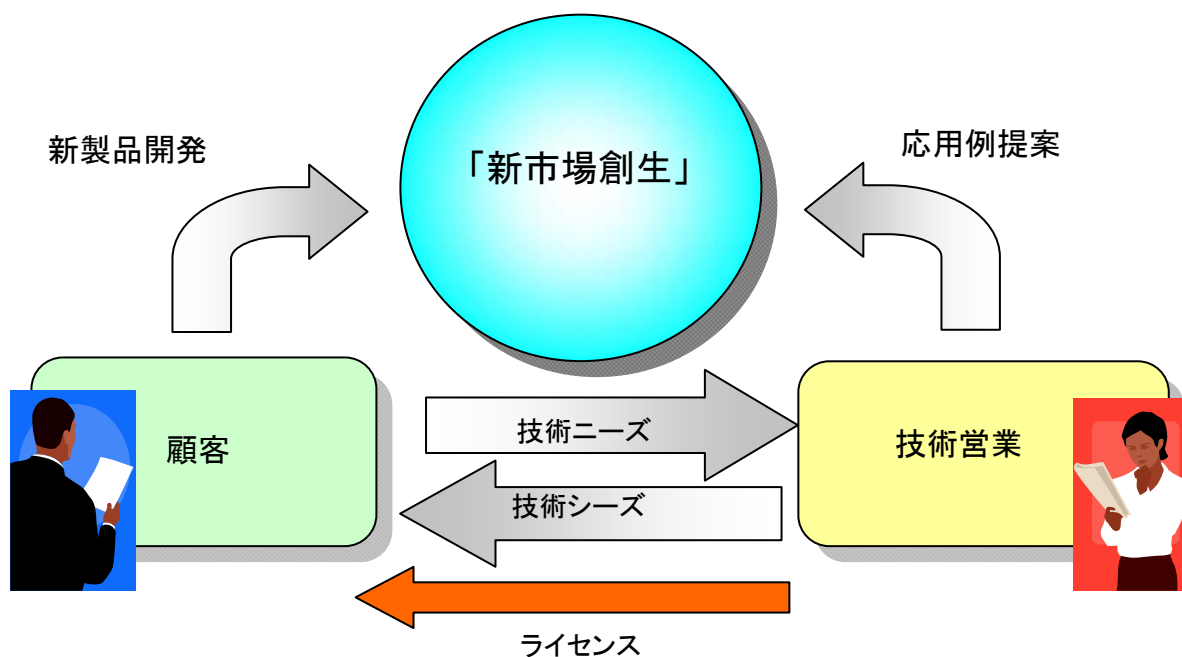 新製品開発
「新市場創生」
応用例提案
顧客
技術ニーズ
技術営業
技術シーズ
ライセンス